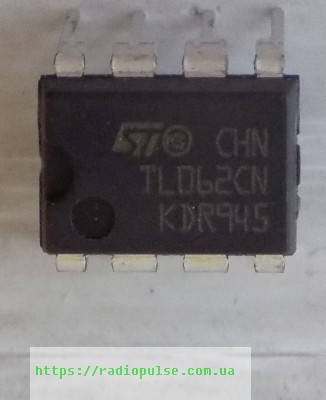 ST CHN
TL062CN
KDR945
https://radiopulse.com.ua